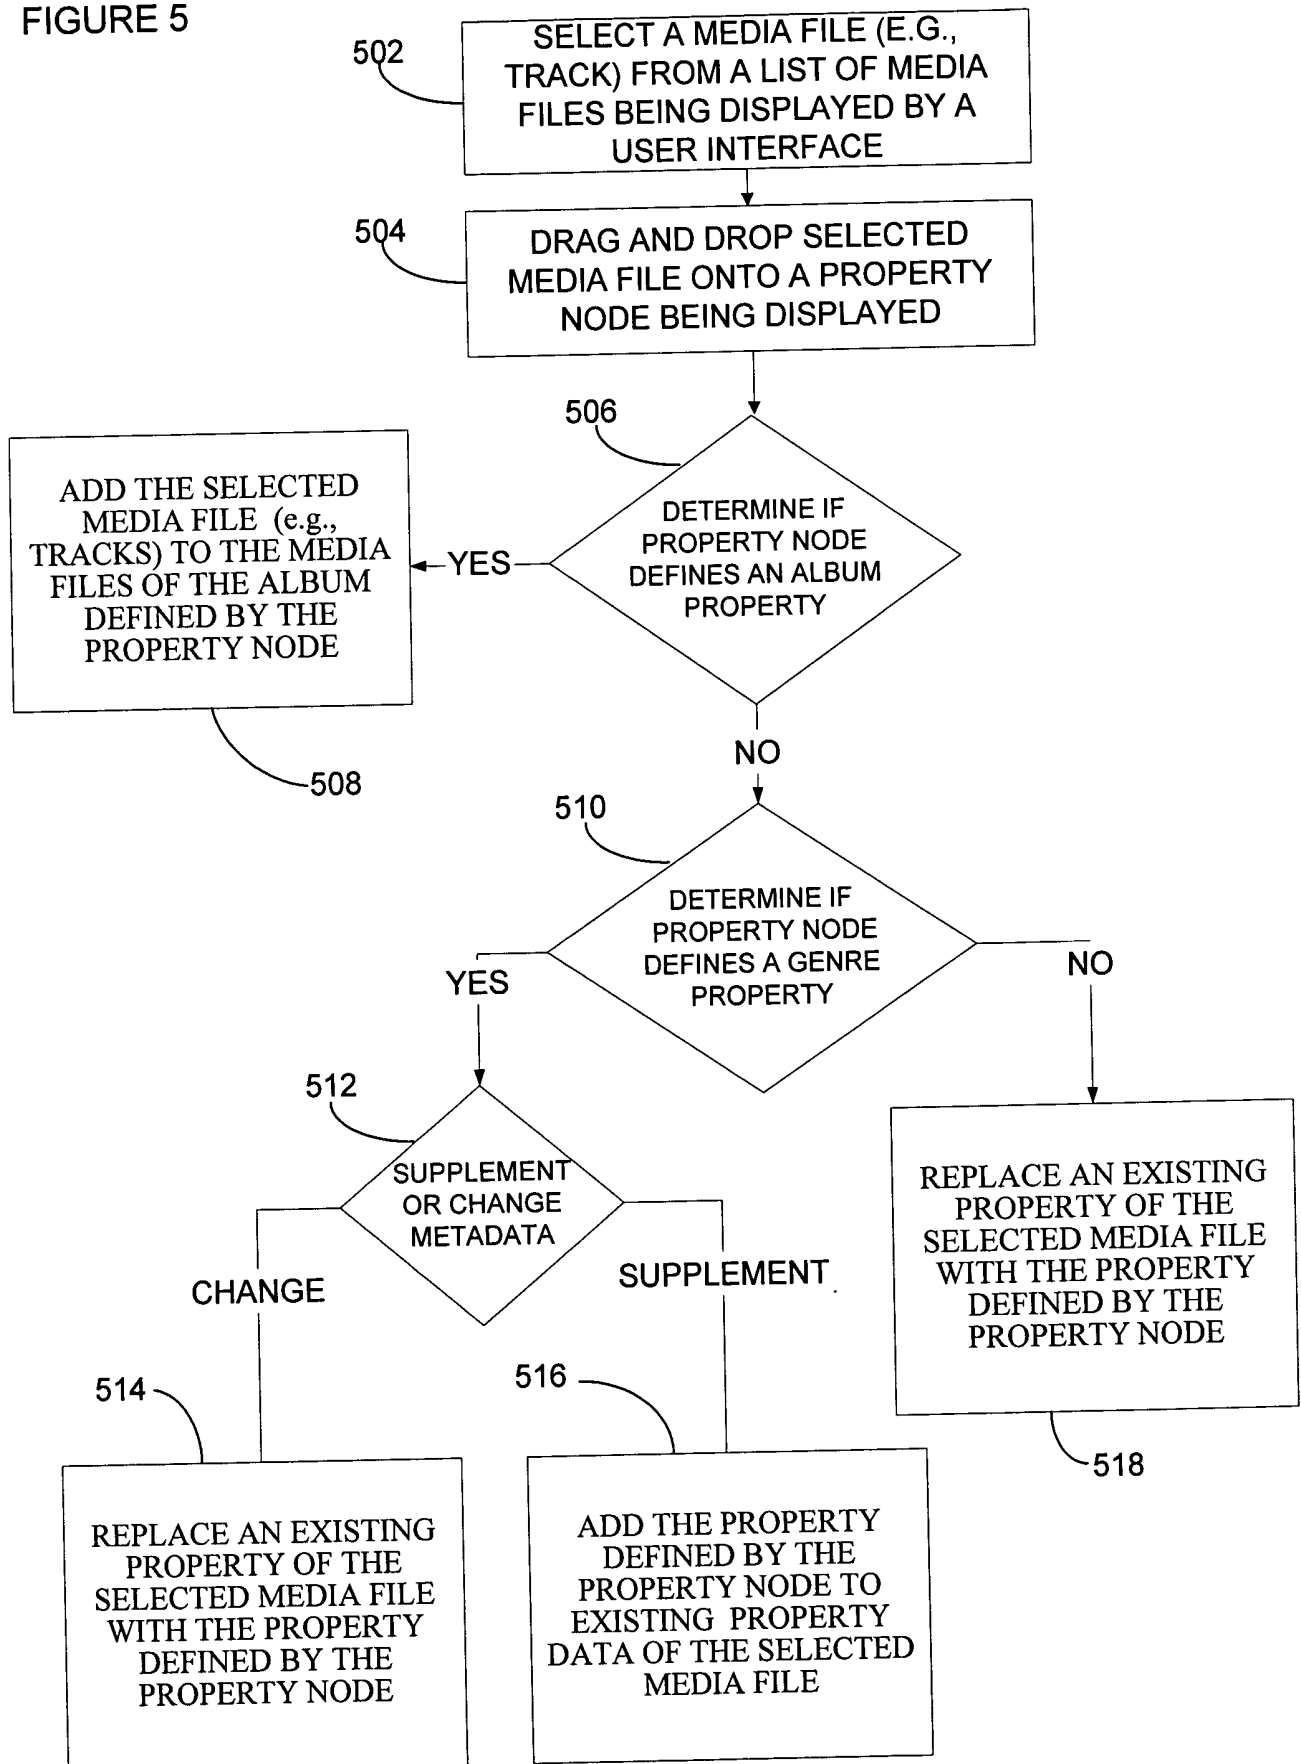 FIGURE 5
502
SELECT A MEDIA FILE (E.G.,
TRACK) FROM A LIST OF MEDIA
FILES BEING DISPLAYED BY A
USER INTERFACE
504
DRAG AND DROP SELECTED
MEDIA FILE ONTO A PROPERTY
NODE BEING DISPLAYED
506
DETERMINE IF
PROPERTY NODE
DEFINES AN ALBUM
PROPERTY
YES
ADD THE SELECTED
MEDIA FILE (e.g.,
TRACKS) TO THE MEDIA
FILES OF THE ALBUM
DEFINED BY THE
PROPERTY NODE
508
NO
510
DETERMINE IF
PROPERTY NODE
DEFINES A GENRE
PROPERTY
YES
NO
512
SUPPLEMENT
OR CHANGE
METADATA
CHANGE
SUPPLEMENT
514
REPLACE AN EXISTING
PROPERTY OF THE
SELECTED MEDIA FILE
WITH THE PROPERTY
DEFINED BY THE
PROPERTY NODE
516
ADD THE PROPERTY
DEFINED BY THE
PROPERTY NODE TO
EXISTING PROPERTY
DATA OF THE SELECTED
MEDIA FILE
REPLACE AN EXISTING
PROPERTY OF THE
SELECTED MEDIA FILE
WITH THE PROPERTY
DEFINED BY THE
PROPERTY NODE
518